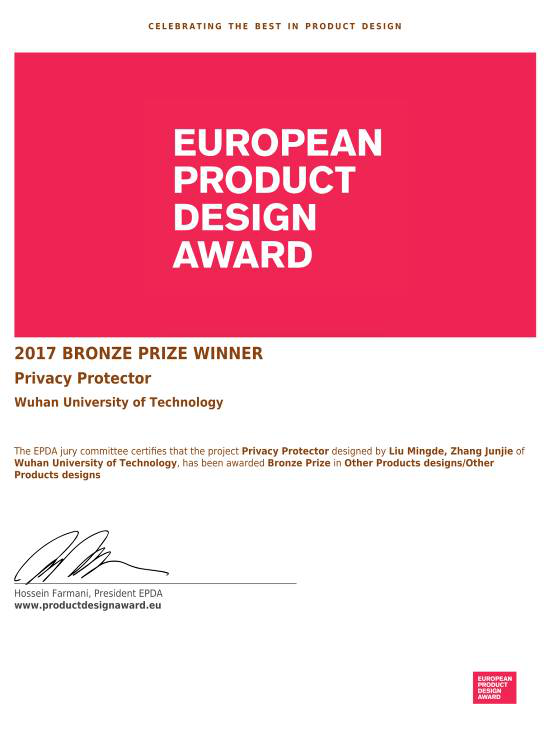 CELEBRATING THE BEST IN PRODUCT DESIGN
EUROPEAN
PRODUCT
DESIGN
AWARD
2017 BRONZE PRIZE WINNER
Privacy Protector
Wuhan University of Technology
The EPDA jury committee certifies that the project Privacy Protector designed by Liu Mingde, Zhang Junjie of
Wuhan University of Technology, has been awarded Bronze Prize in Other Products designs/Other
Products designs
Hossein Farmani, President EPDA
www.productdesignaward.eu
EUROPEAN
PRODUCT
DESIGN
AWARD